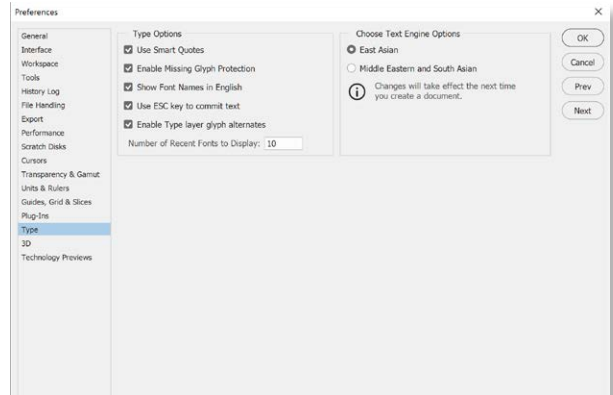 Preferences
General
Interface
Workspace
Tools
History Log
File Handling
Export
Performance
Scratch Disks
Cursors
Transparency & Gamut
Units & Rulers
Guides, Grid & Slices
Plug-Ins
Type
3D
Technology Previews
Type Options
Use Smart Quotes
Enable Missing Glyph Protection
Show Font Names in English
Use ESC key to commit text
Enable Type layer glyph alternates
Number of Recent Fonts to Display: 10
Choose Text Engine Options
East Asian
Middle Eastern and South Asian
Changes will take effect the next time
you create a document.
OK
Cancel
Prev
Next